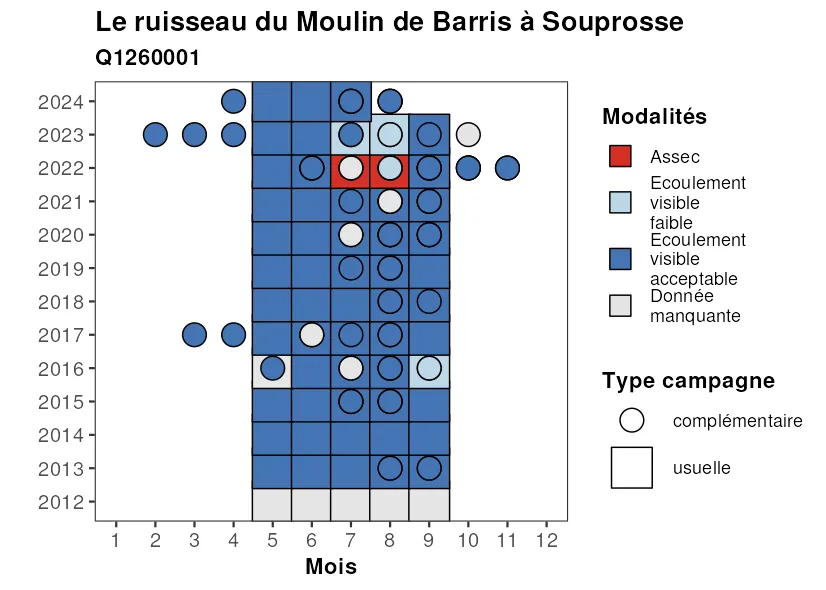 Le ruisseau du Moulin de Barris à Souprosse
Q1260001
2024
2023
2022
2021
2020
2019
2018
2017
2016
2015
2014
2013
2012
1 2 3 4 5 6 7 8 9 10 11 12
Mois
Modalités
Assec
Ecoulement
visible
faible
Ecoulement
visible
acceptable
Donnée
manquante
Type campagne
complémentaire
usuelle